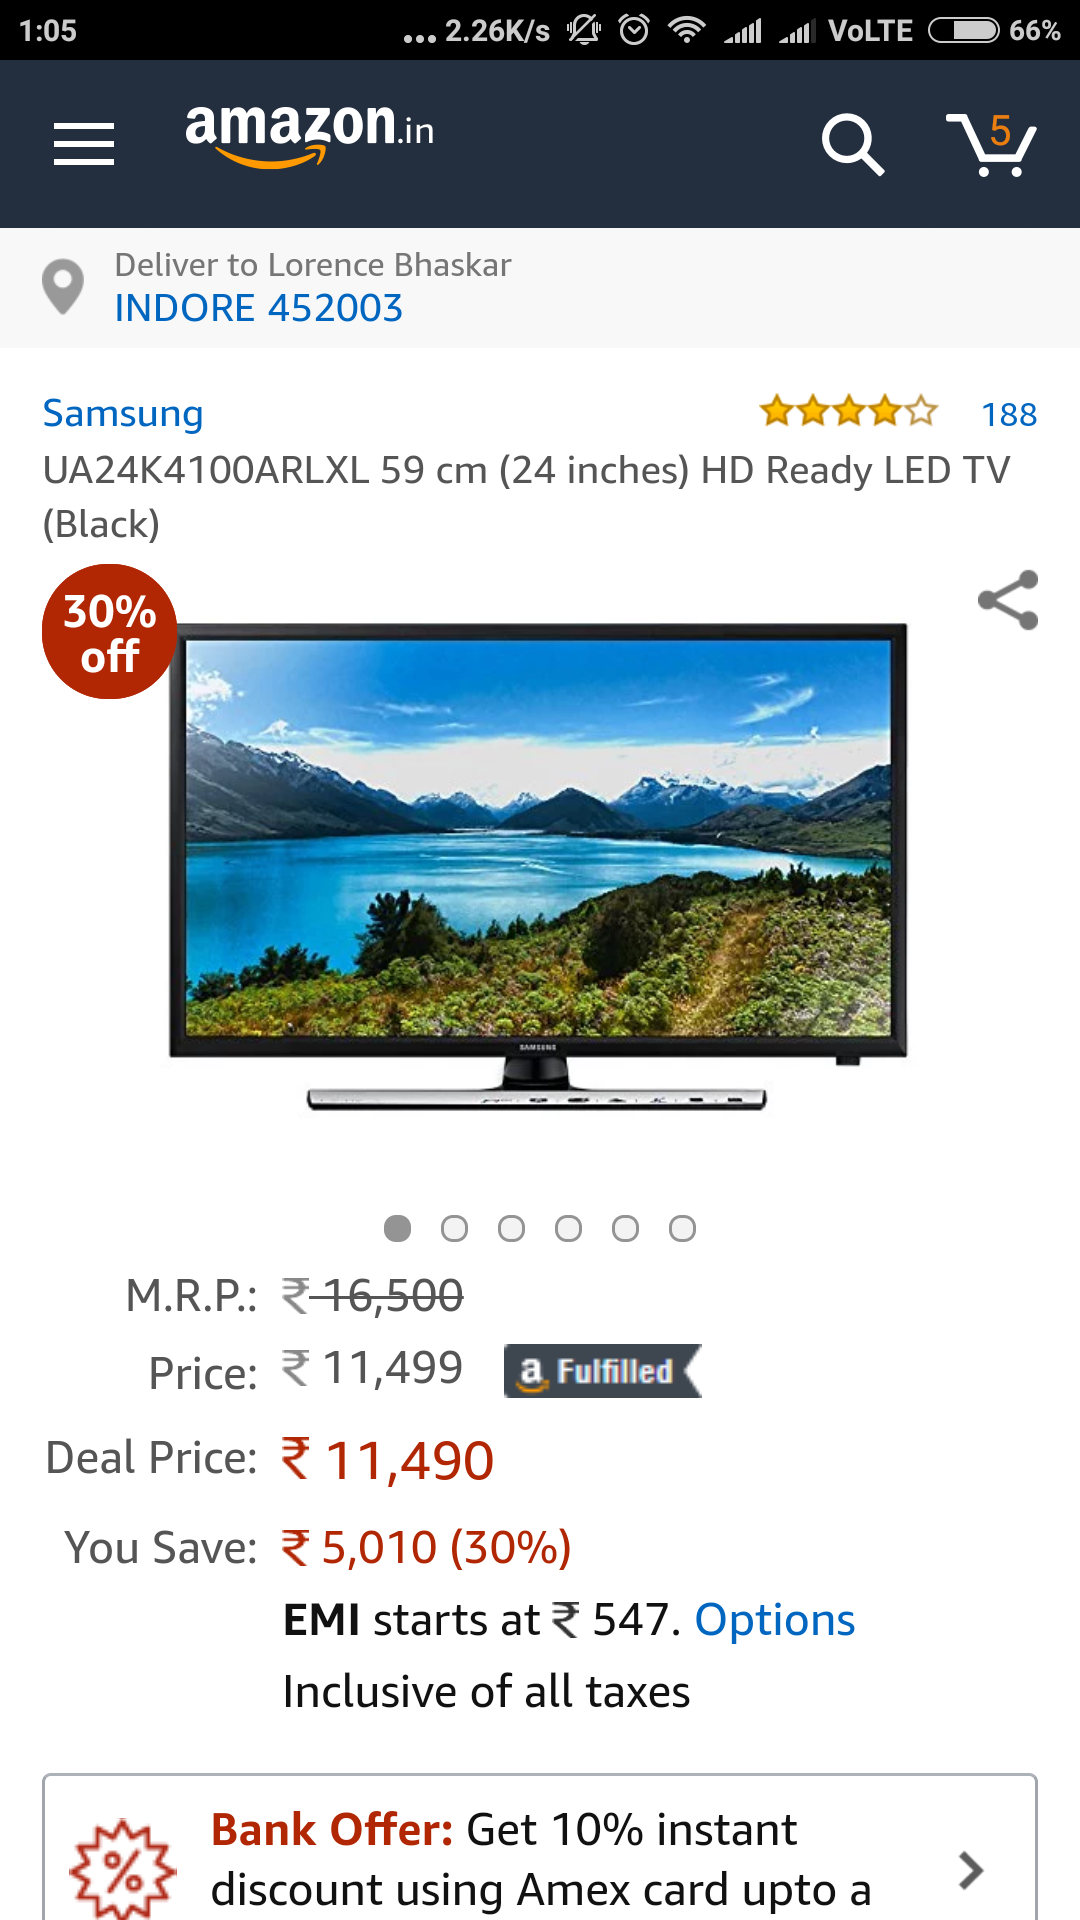 1:05 ... 2.26K/s VoLTE 66%
amazon.in 5
Deliver to Lorence Bhaskar
INDORE 452003
Samsung 188
UA24K4100ARLXL 59 cm (24 inches) HD Ready LED TV
(Black)
30%
off
SAMSUNG
M.R.P.: ₹ 16,500
Price: ₹ 11,499 a Fulfilled
Deal Price: ₹ 11,490
You Save: ₹ 5,010 (30%)
EMI starts at ₹ 547. Options
Inclusive of all taxes
Bank Offer: Get 10% instant
% discount using Amex card upto a